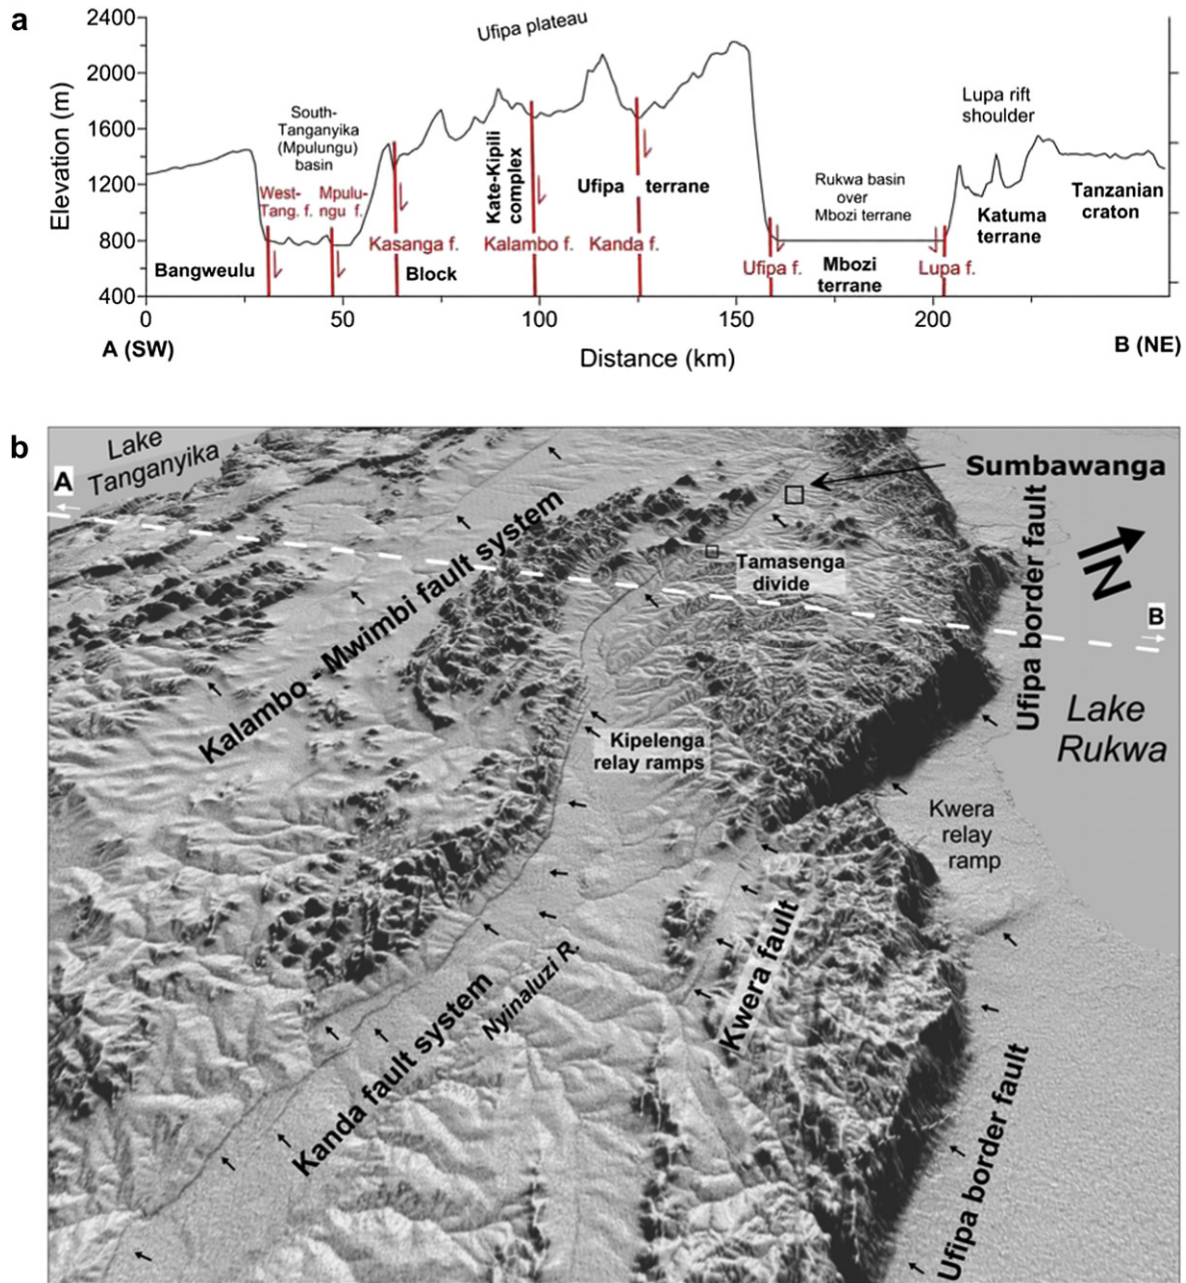 a
2400
2000
1600
1200
800
400
Elevation (m)
Ufipa plateau
South-
Tanganyika
(Mpulungu)
basin
West-
Tang. f.
Mpulu-
ngu f.
Kasanga f.
Kate-Kipili
complex
Kalambo f.
Ufipa terrane
Kanda f.
Bangweulu
Block
Rukwa basin
over
Mbozi terrane
Ufipa f.
Mbozi
terrane
Lupa f.
Lupa rift
shoulder
Katuma
terrane
Tanzanian
craton
0
50
100
150
200
A (SW)
Distance (km)
B (NE)
b
Lake
Tanganyika
A
Sumbawanga
Kalambo - Mwimbi fault system
Tamasenga
divide
Ufipa border fault
N
B
Lake
Rukwa
Kipelenga
relay ramps
Kwera
relay
ramp
Kwera fault
Nyinaluzi R.
Kanda fault system
Ufipa border fault